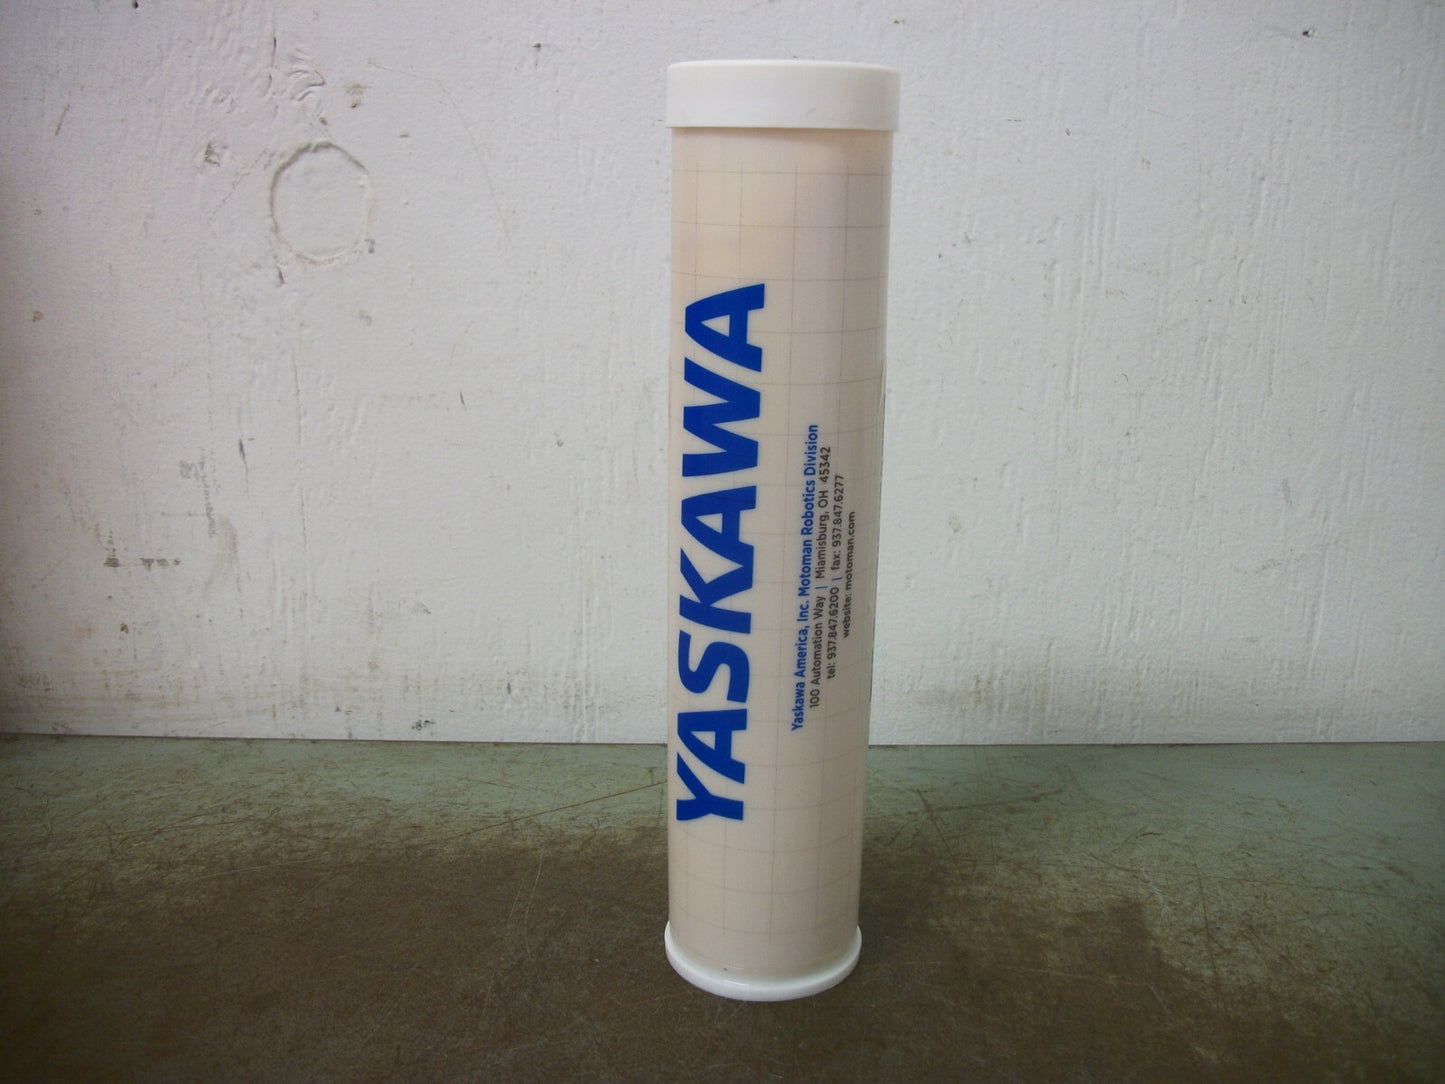 YASKAWA
Yaskawa America, Inc. Motoman Robotics Division
100 Automation Way | Miamisburg, OH 45342
tel: 937.847.6200 | fax: 937.847.6277
website: motoman.com